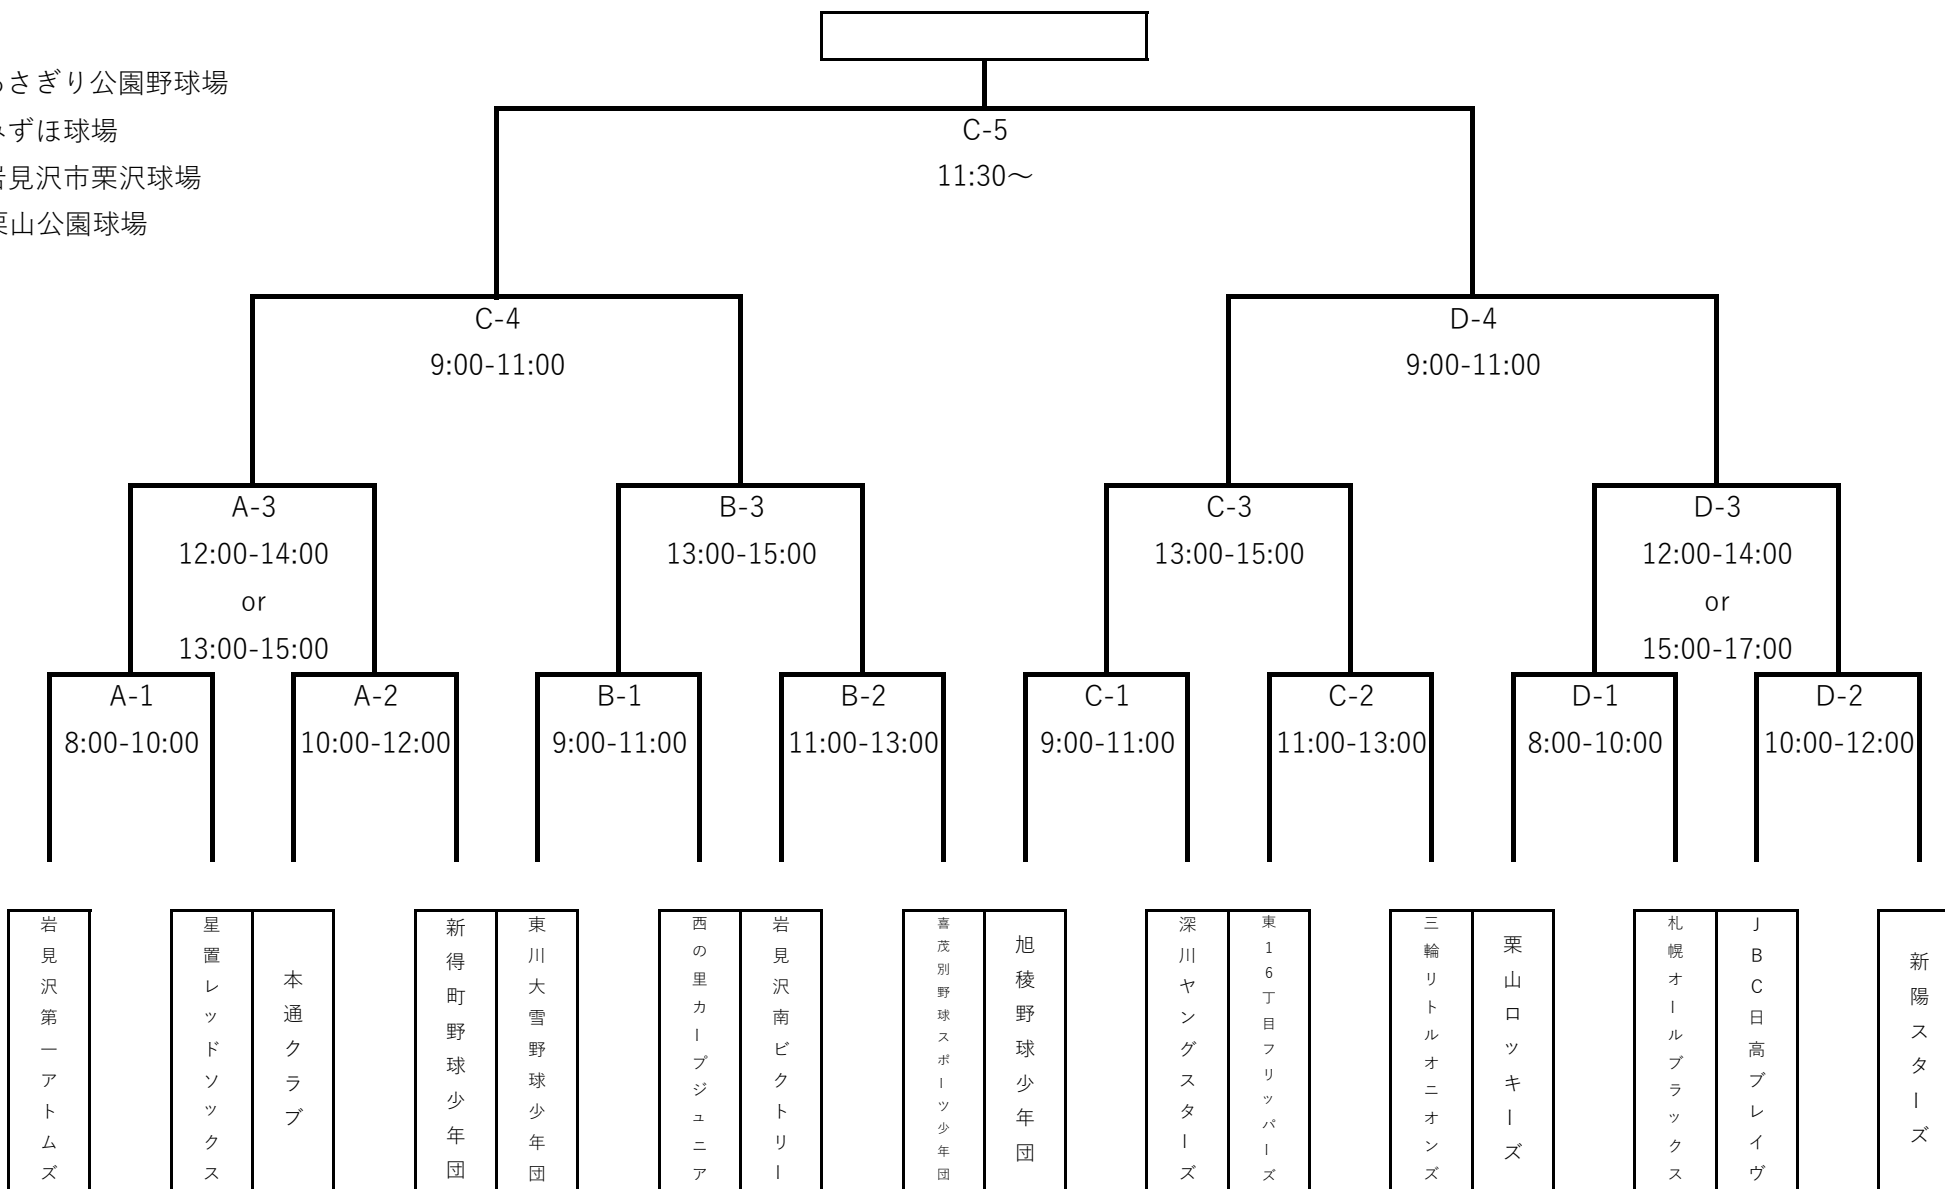 さぎり公園野球場
ずほ球場
見沢市栗沢球場
山公園球場
C-5
11:30～
C-4
9:00-11:00
D-4
9:00-11:00
A-3
12:00-14:00
or
13:00-15:00
B-3
13:00-15:00
C-3
13:00-15:00
D-3
12:00-14:00
or
15:00-17:00
A-1
8:00-10:00
A-2
10:00-12:00
B-1
9:00-11:00
B-2
11:00-13:00
C-1
9:00-11:00
C-2
11:00-13:00
D-1
8:00-10:00
D-2
10:00-12:00
岩見沢第一アトムズ
星置レッドソックス
本通クラブ
新得町野球少年団
東川大雪野球少年団
西の里カープジュニア
岩見沢南ビクトリー
喜茂別野球スポーツ少年団
旭稜野球少年団
深川ヤングスターズ
東16丁目フリッパーズ
三輪リトルオニオンズ
栗山ロッキーズ
札幌オールブラックス
JBC日高ブレイヴ
新陽スターズ